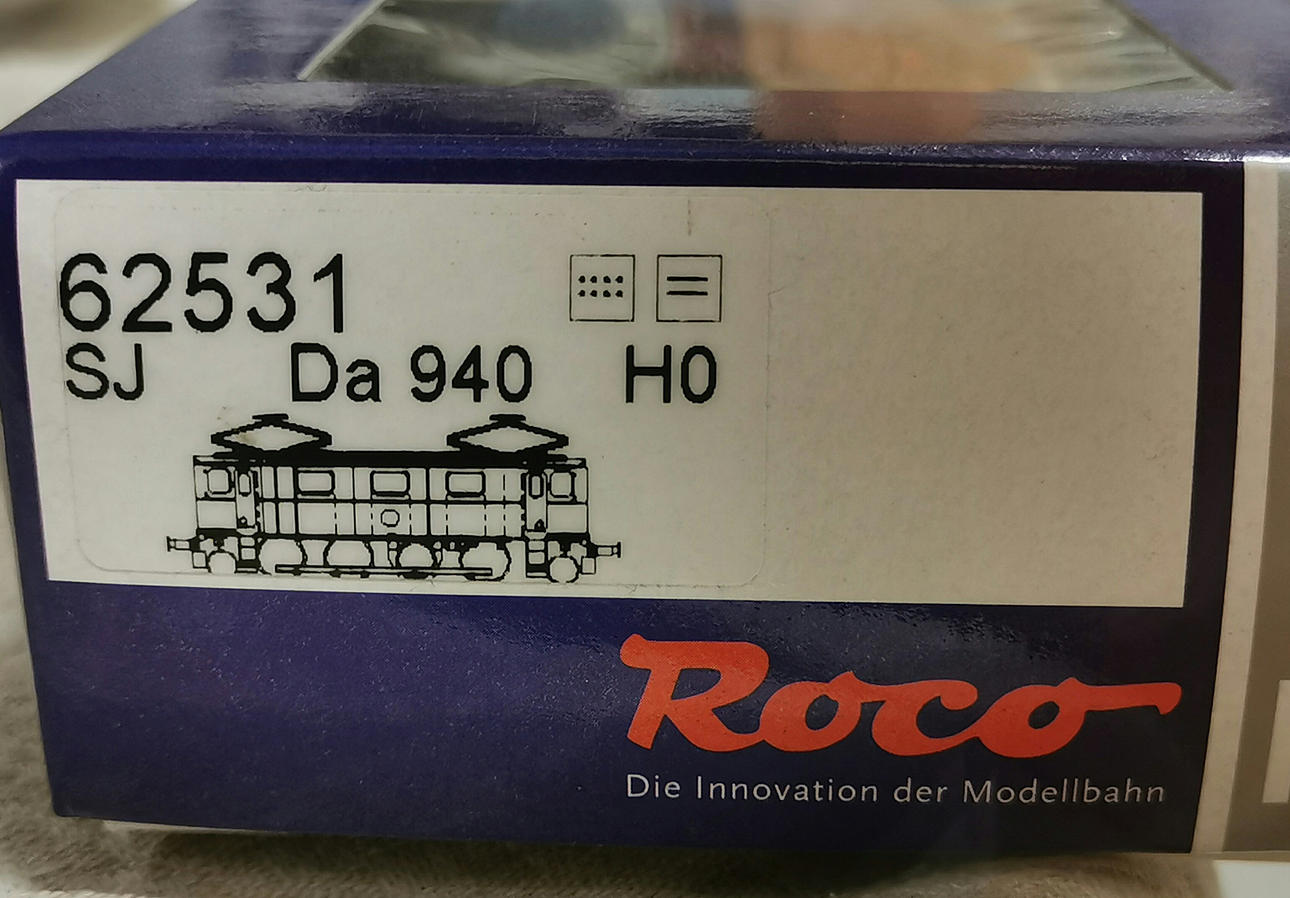 62531
SJ Da 940 H0
Roco
Die Innovation der Modellbahn